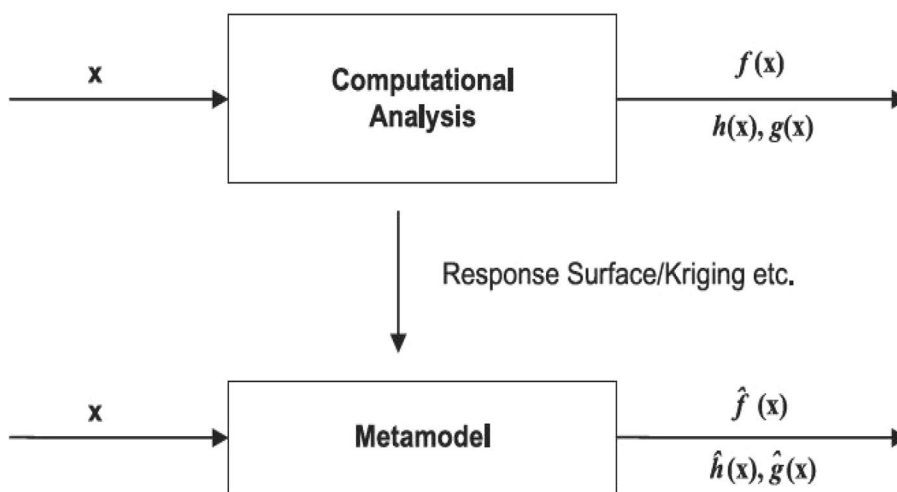 x
Computational
Analysis
f(x)
h(x), g(x)
Response Surface/Kriging etc.
x
Metamodel
f̂ (x)
ĥ(x), ĝ(x)